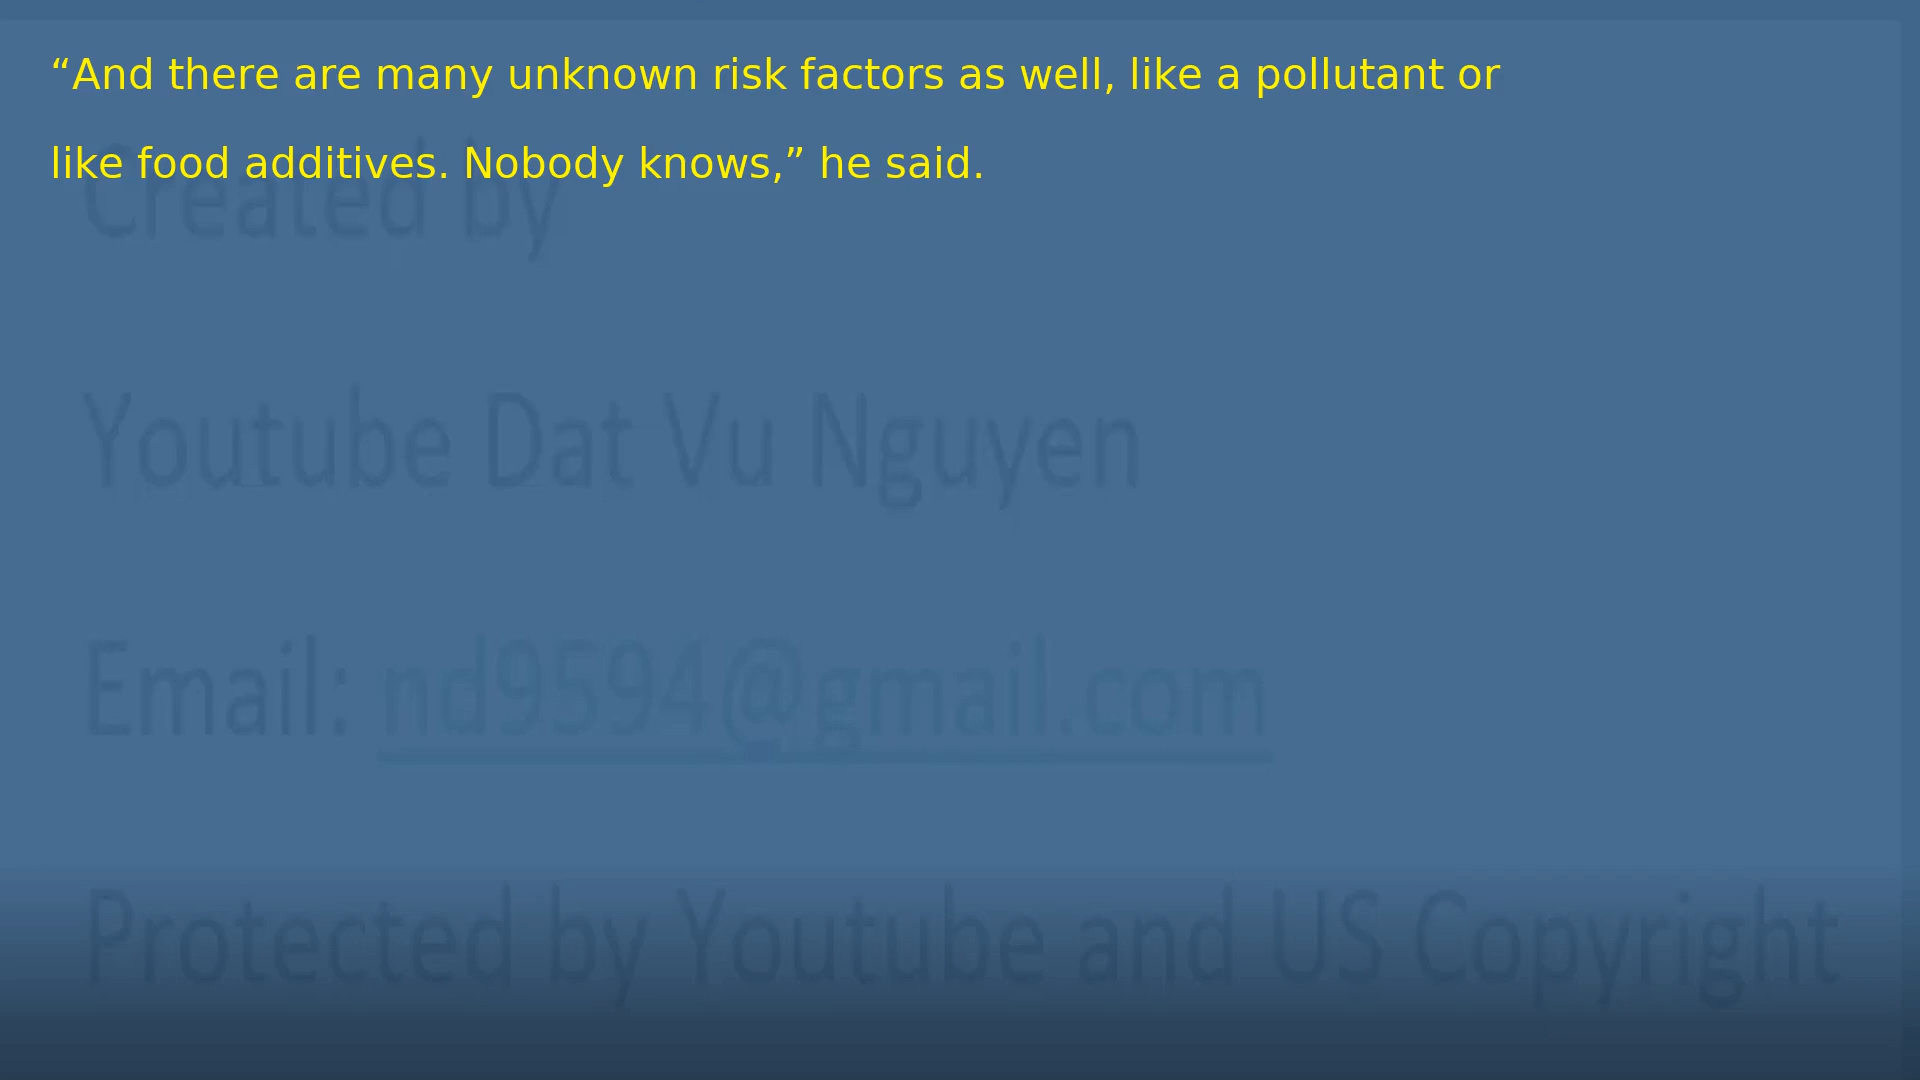 “And there are many unknown risk factors as well, like a pollutant or
like food additives. Nobody knows,” he said.
Created by
Youtube Dat Vu Nguyen
Email: nd9594@gmail.com
Protected by Youtube and US Copyright